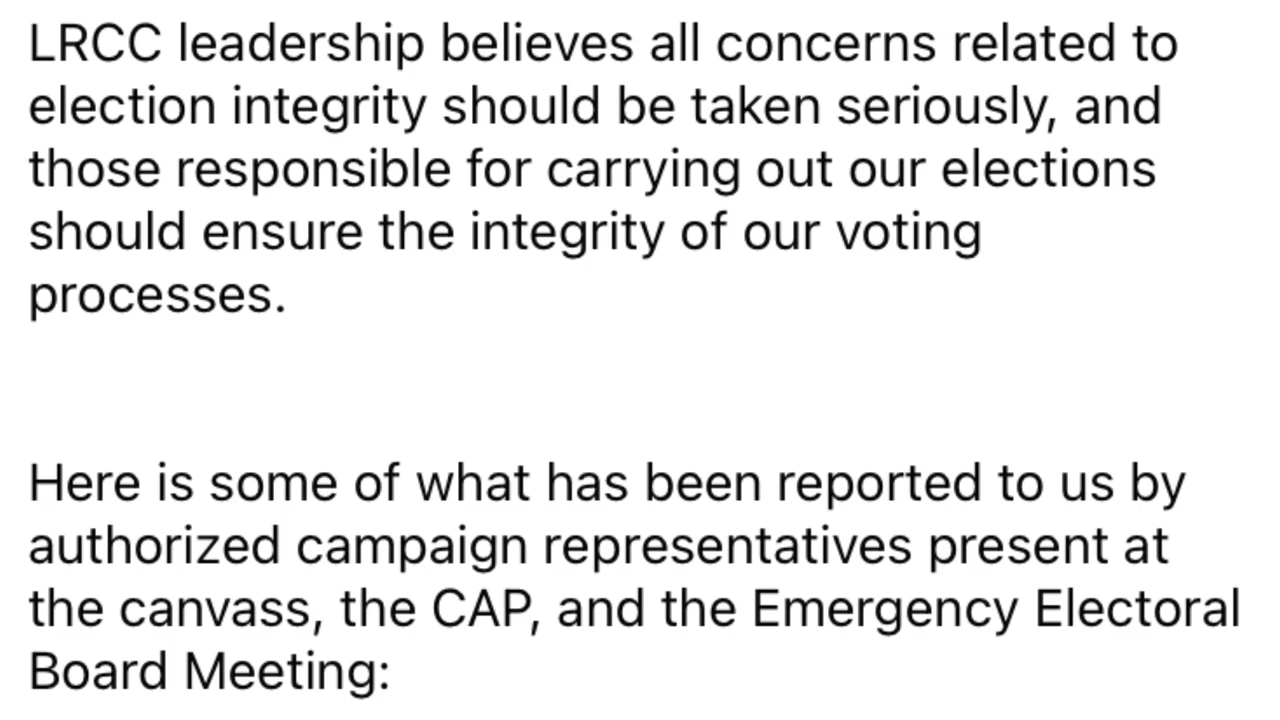 LRCC leadership believes all concerns related to
election integrity should be taken seriously, and
those responsible for carrying out our elections
should ensure the integrity of our voting
processes.
Here is some of what has been reported to us by
authorized campaign representatives present at
the canvass, the CAP, and the Emergency Electoral
Board Meeting: